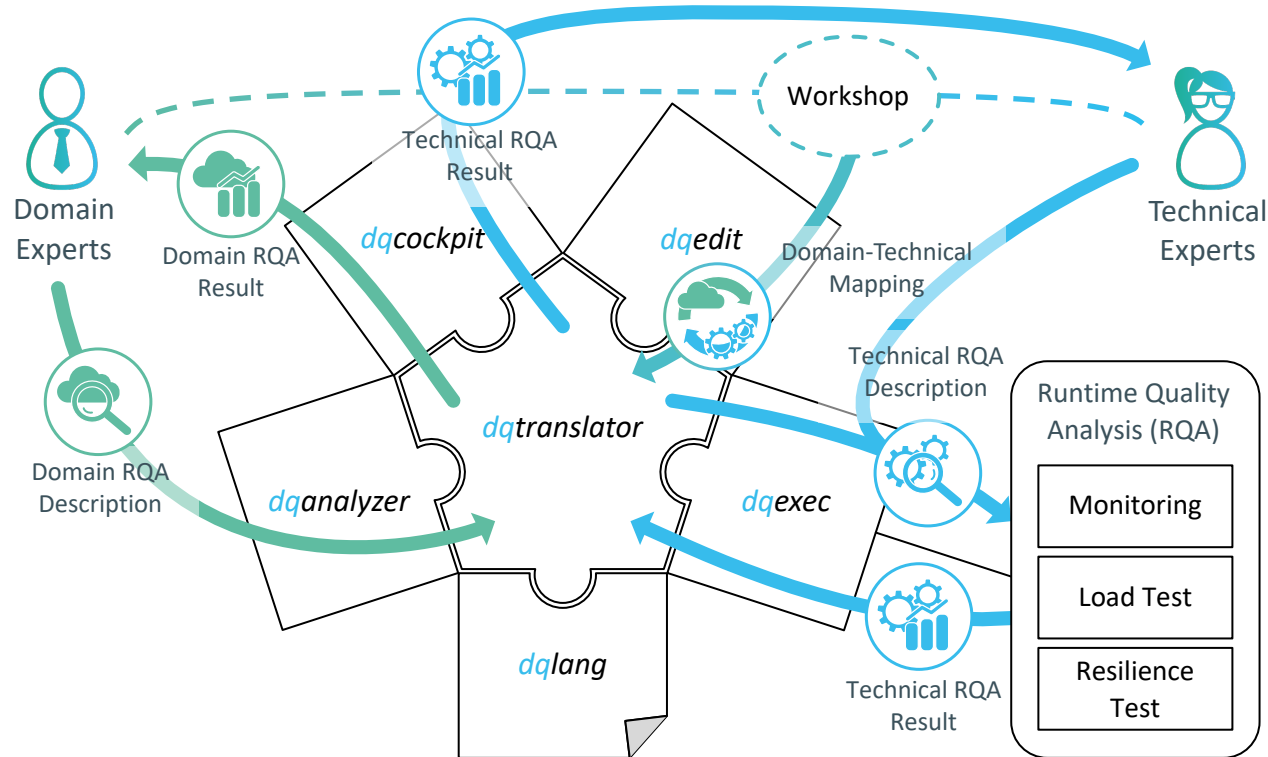 Workshop
Technical RQA
Result
Domain
Experts
Technical
Experts
dqcockpit
dqedit
Domain RQA
Result
Domain-Technical
Mapping
Technical RQA
Description
Runtime Quality
Analysis (RQA)
dqtranslator
Domain RQA
Description
dqanalyzer
dqexec
Monitoring
Load Test
dqlang
Technical RQA
Result
Resilience
Test